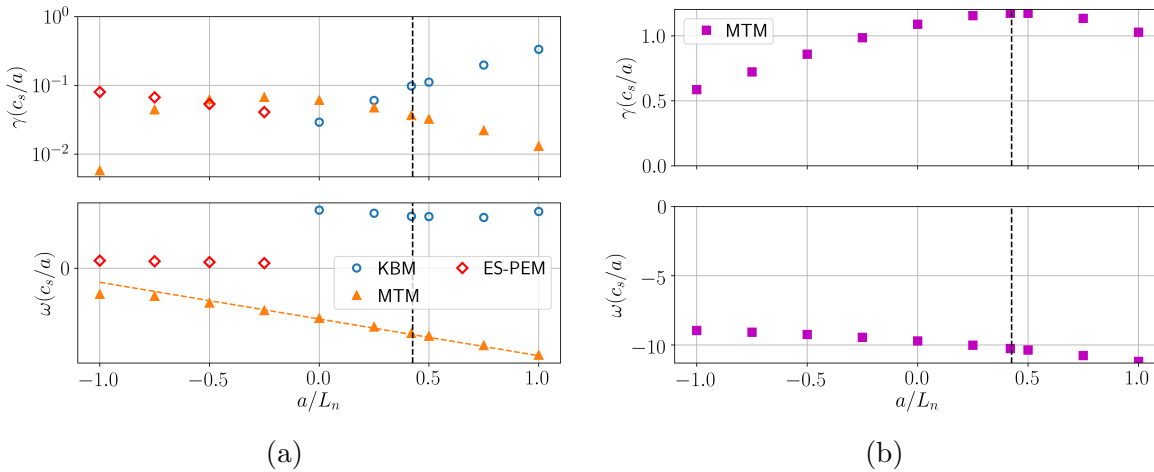 10^0
10^{-1}
10^{-2}
γ(c_s/a)
0
ω(c_s/a)
KBM
MTM
ES-PEM
−1.0 −0.5 0.0 0.5 1.0
a/L_n
(a)
MTM
1.0
0.5
0.0
γ(c_s/a)
0
−5
−10
ω(c_s/a)
−1.0 −0.5 0.0 0.5 1.0
a/L_n
(b)